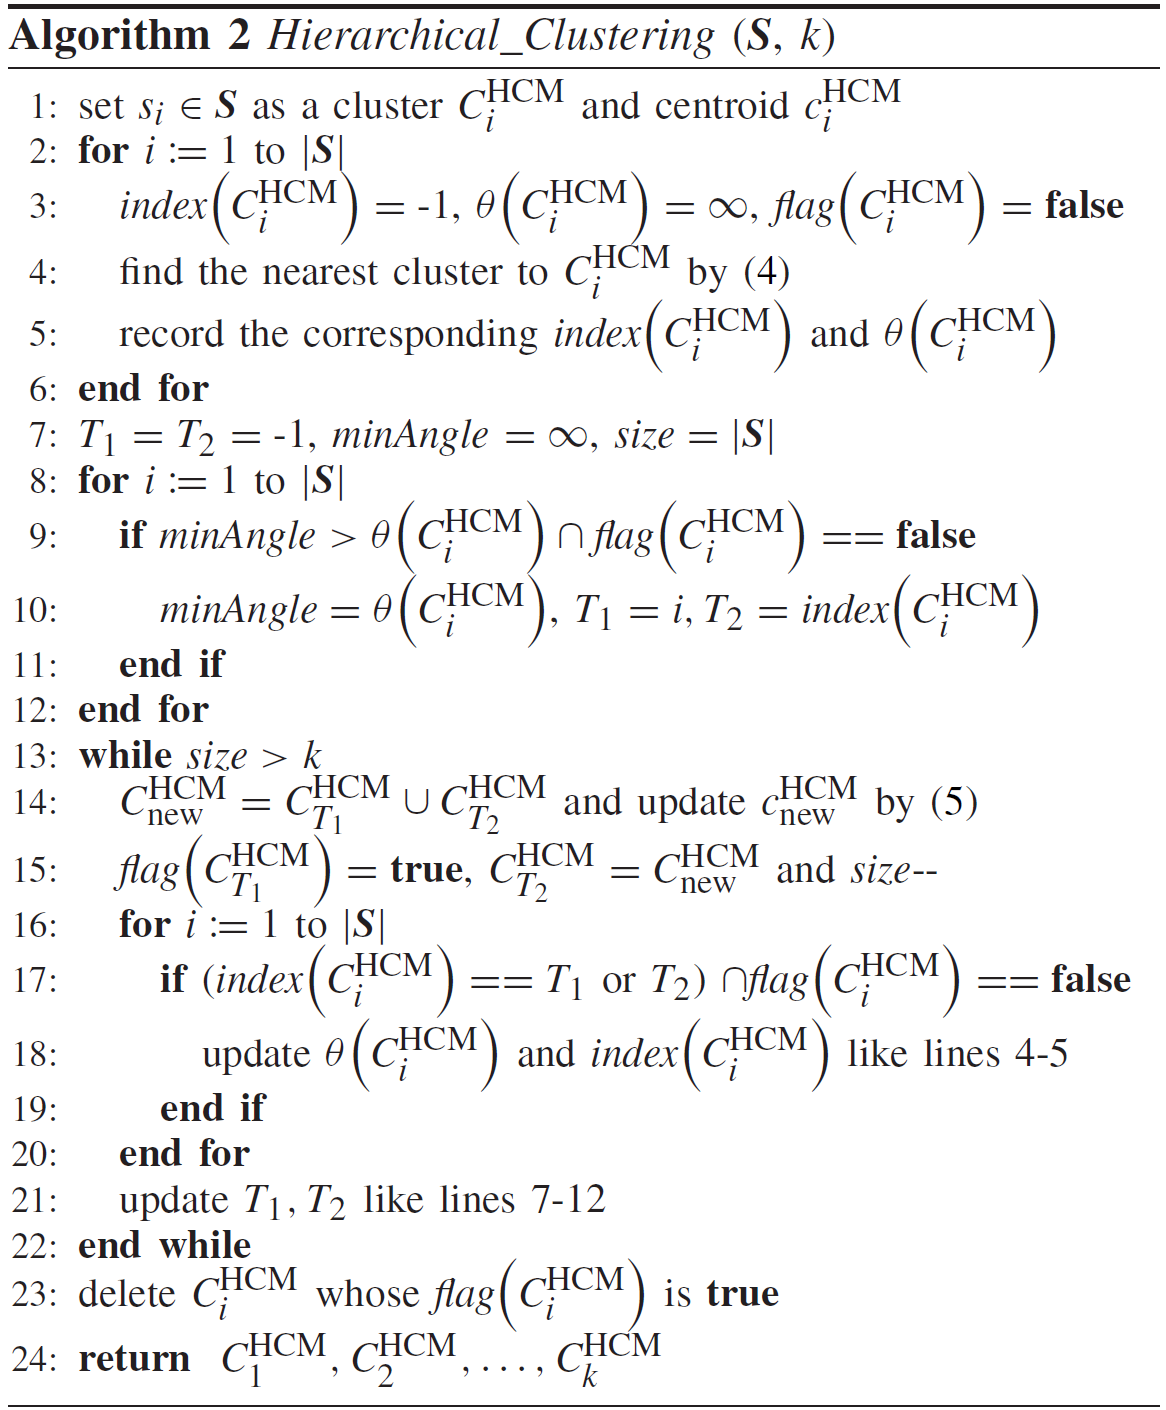 Algorithm 2 Hierarchical_Clustering (S, k)
1: set s_i ∈ S as a cluster C_i^HCM and centroid c_i^HCM
2: for i := 1 to |S|
3: index(C_i^HCM) = -1, θ(C_i^HCM) = ∞, flag(C_i^HCM) = false
4: find the nearest cluster to C_i^HCM by (4)
5: record the corresponding index(C_i^HCM) and θ(C_i^HCM)
6: end for
7: T_1 = T_2 = -1, minAngle = ∞, size = |S|
8: for i := 1 to |S|
9: if minAngle > θ(C_i^HCM) ∩ flag(C_i^HCM) == false
10: minAngle = θ(C_i^HCM), T_1 = i, T_2 = index(C_i^HCM)
11: end if
12: end for
13: while size > k
14: C_new^HCM = C_T_1^HCM ∪ C_T_2^HCM and update c_new^HCM by (5)
15: flag(C_T_1^HCM) = true, C_T_2^HCM = C_new^HCM and size--
16: for i := 1 to |S|
17: if (index(C_i^HCM) == T_1 or T_2) ∩flag(C_i^HCM) == false
18: update θ(C_i^HCM) and index(C_i^HCM) like lines 4-5
19: end if
20: end for
21: update T_1, T_2 like lines 7-12
22: end while
23: delete C_i^HCM whose flag(C_i^HCM) is true
24: return C_1^HCM, C_2^HCM, ..., C_k^HCM